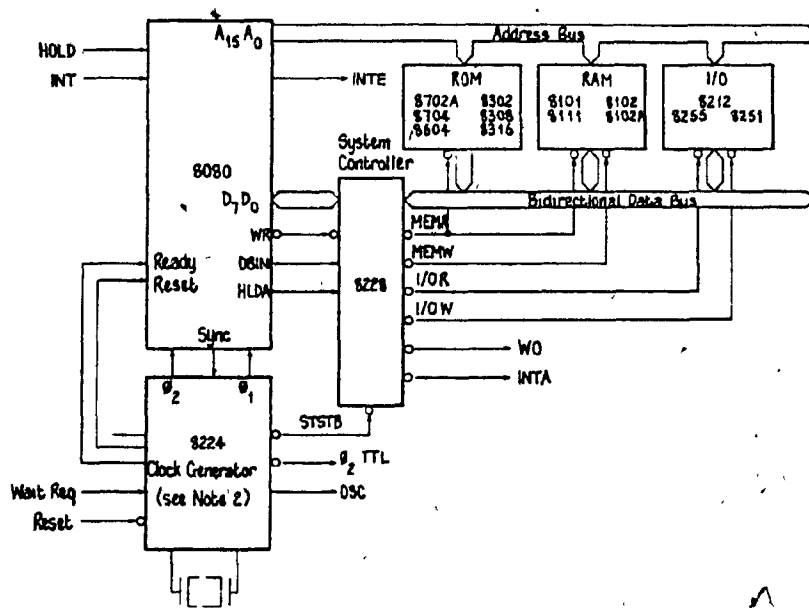 A15 A0
Address Bus
HOLD
INT
INTE
ROM
8702A 8302
8704 8308
8604 8316
RAM
8101 8102
8111 8102A
I/O
8212
8255 8251
System
Controller
8080
D7 D0
Bidirectional Data Bus
WR
MEMR
Ready
DBIN
MEMW
Reset
HLDA
8228
I/O R
I/O W
Sync
WO
Ø2
Ø1
INTA
STSTB
8224
Clock Generator
(see Note 2)
Ø2 TTL
Wait Req
OSC
Reset